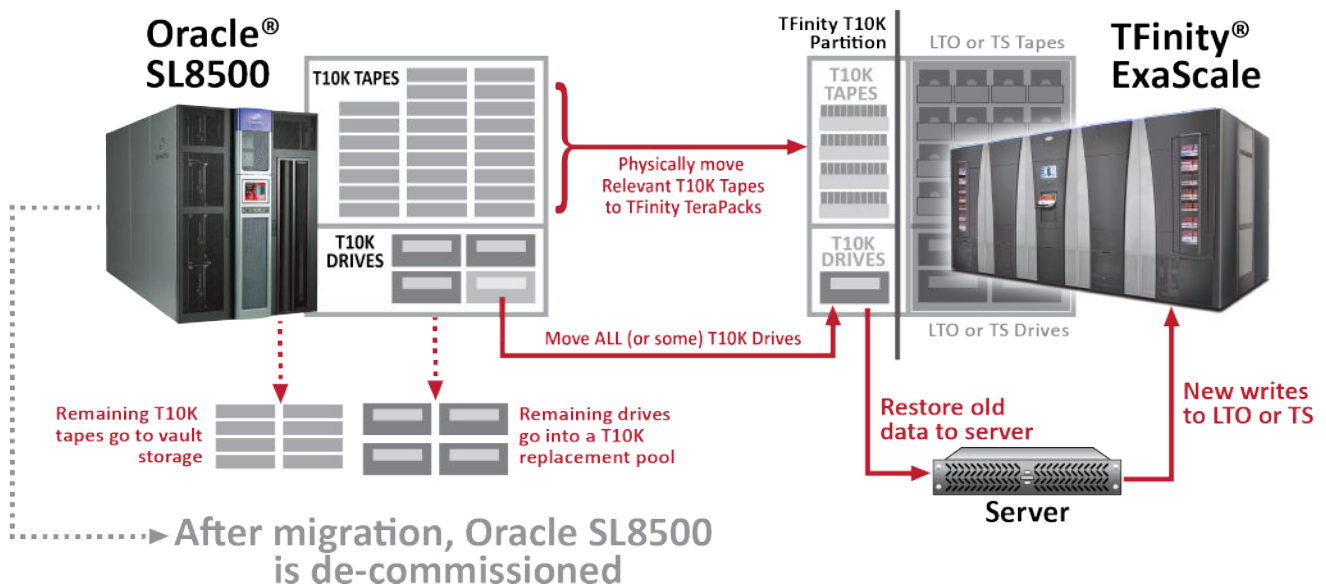 Oracle®
SL8500
T10K TAPES
T10K
DRIVES
Physically move
Relevant T10K Tapes
to TFinity TeraPacks
Move ALL (or some) T10K Drives
TFinity T10K
Partition
T10K
TAPES
T10K
DRIVES
LTO or TS Tapes
LTO or TS Drives
TFinity®
ExaScale
Remaining T10K
tapes go to vault
storage
Remaining drives
go into a T10K
replacement pool
Restore old
data to server
New writes
to LTO or TS
Server
After migration, Oracle SL8500
is de-commissioned